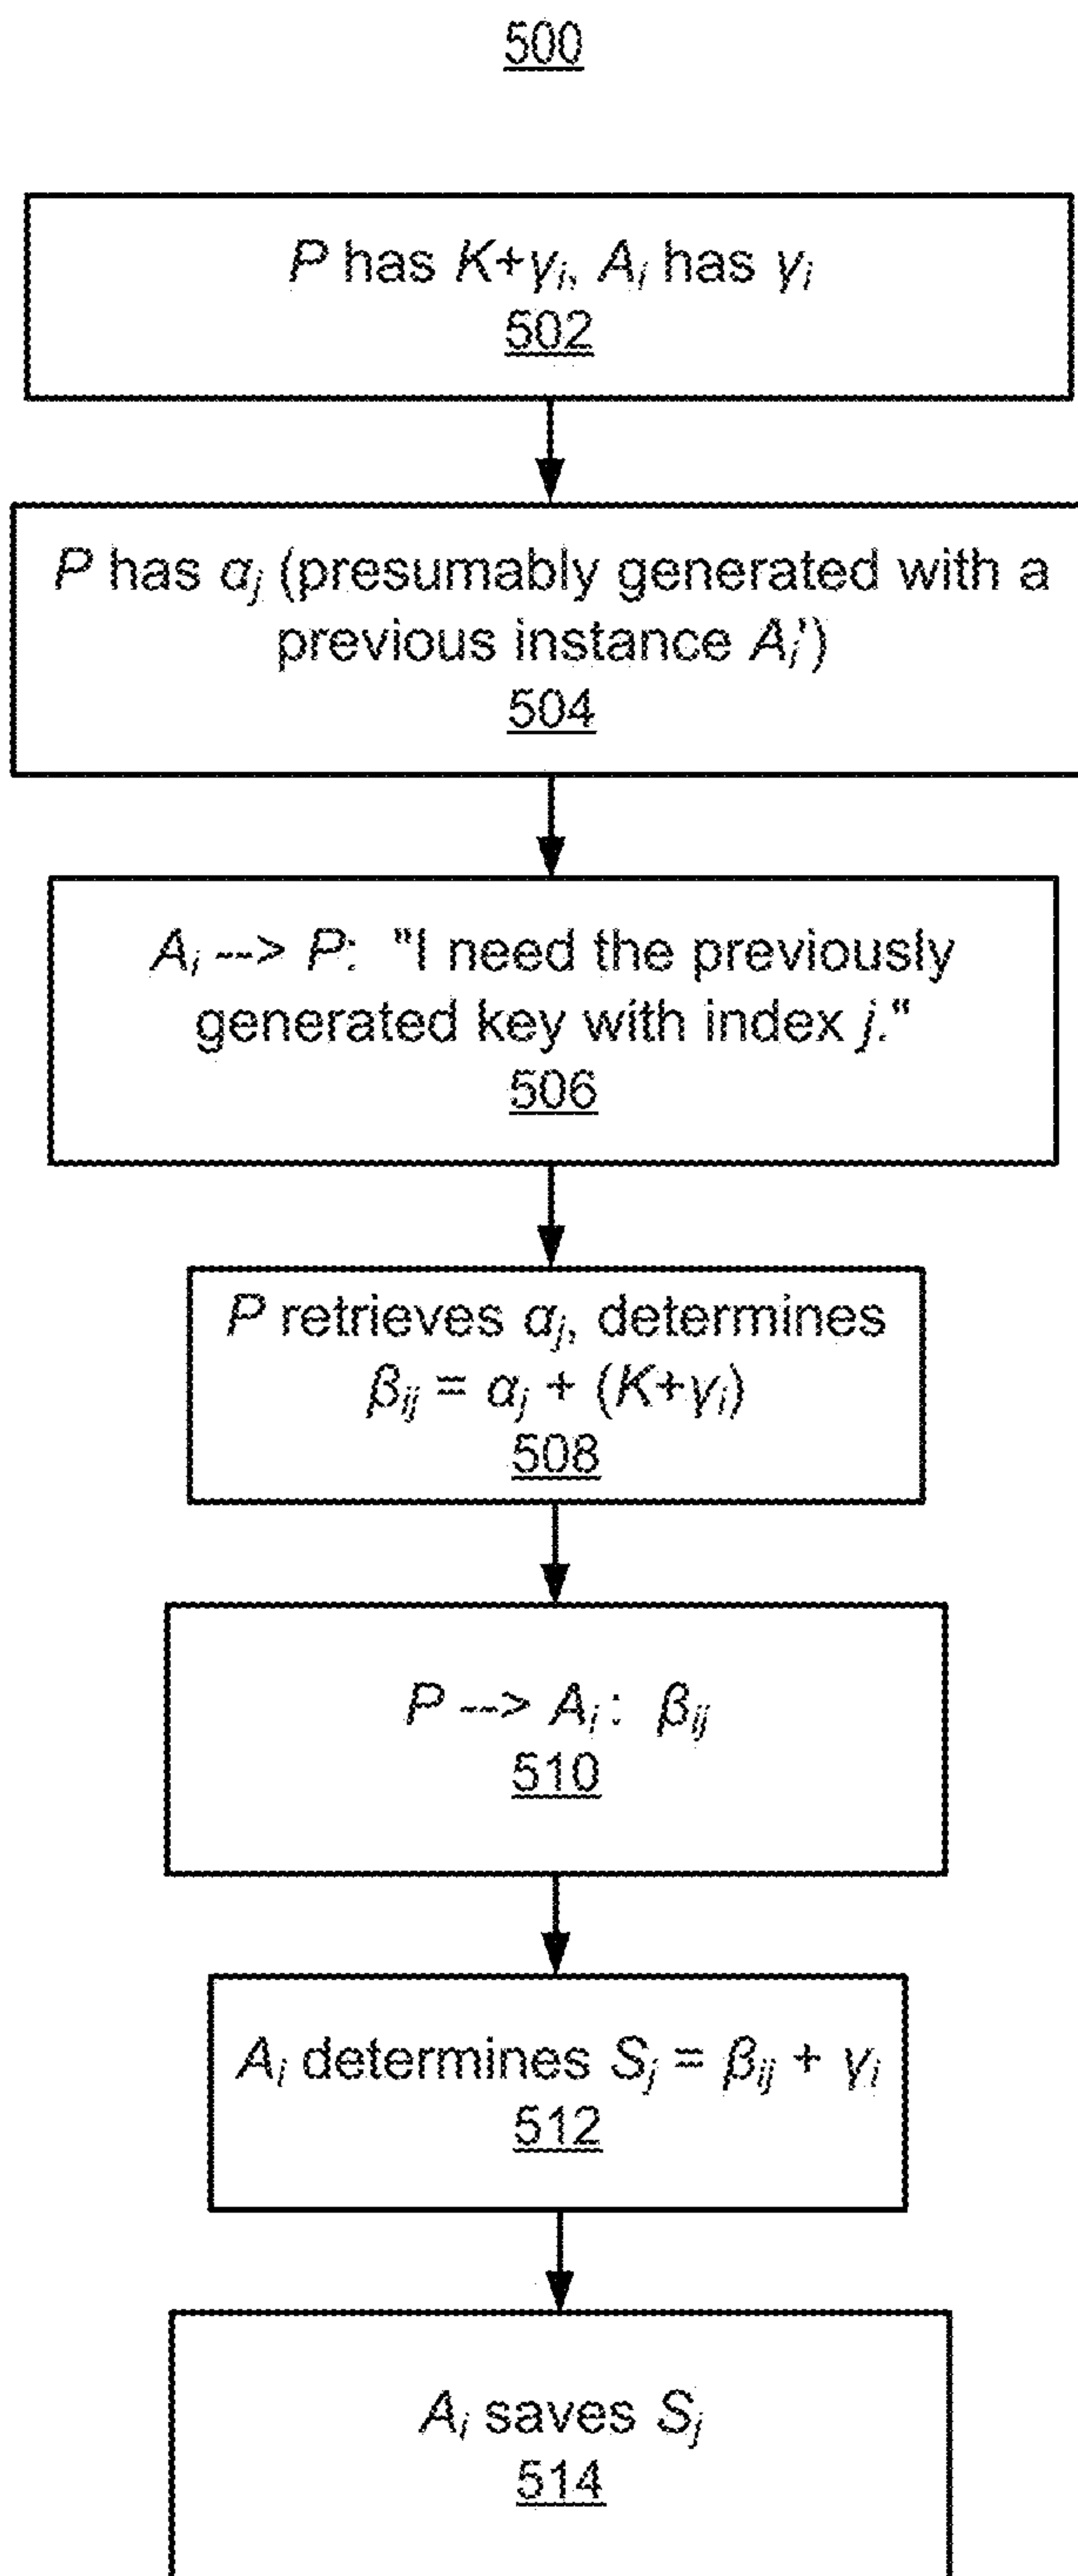 500
P has K+γᵢ, Aᵢ has γᵢ
502
P has αⱼ (presumably generated with a
previous instance Aᵢ')
504
Aᵢ --> P: "I need the previously
generated key with index j."
506
P retrieves αⱼ, determines
βᵢⱼ = αⱼ + (K+γᵢ)
508
P --> Aᵢ : βᵢⱼ
510
Aᵢ determines Sⱼ = βᵢⱼ + γᵢ
512
Aᵢ saves Sⱼ
514